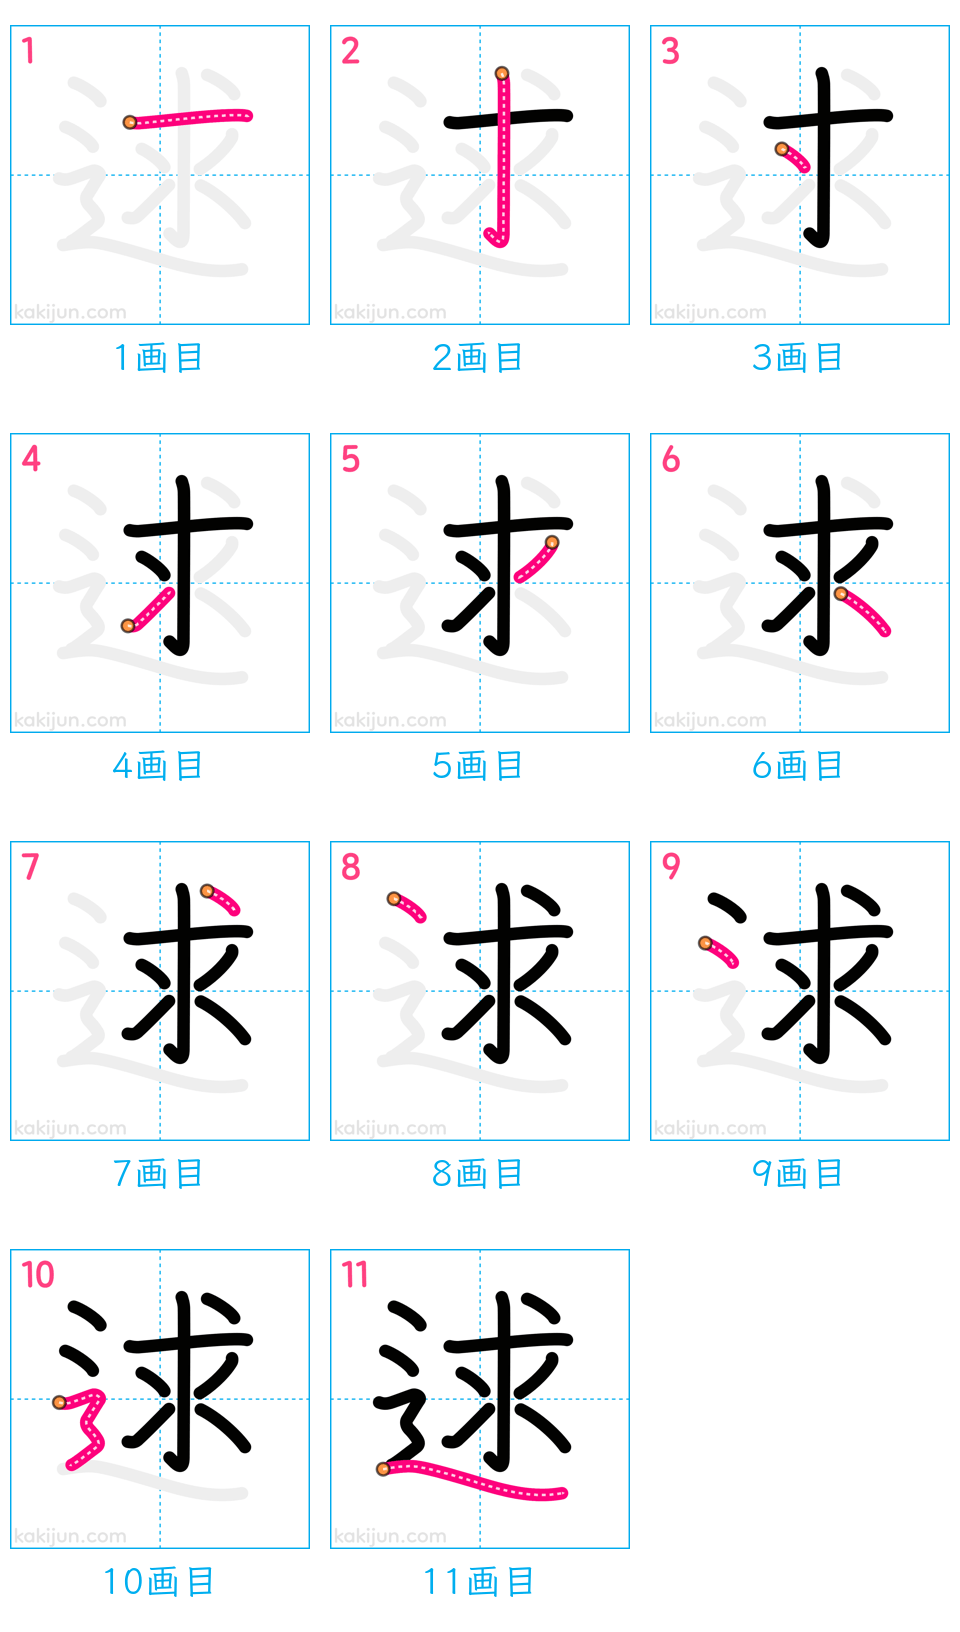 1 2 3
kakijun.com kakijun.com kakijun.com
1画目 2画目 3画目
4 5 6
kakijun.com kakijun.com kakijun.com
4画目 5画目 6画目
7 8 9
kakijun.com kakijun.com kakijun.com
7画目 8画目 9画目
10 11
逑 逑
kakijun.com kakijun.com
10画目 11画目